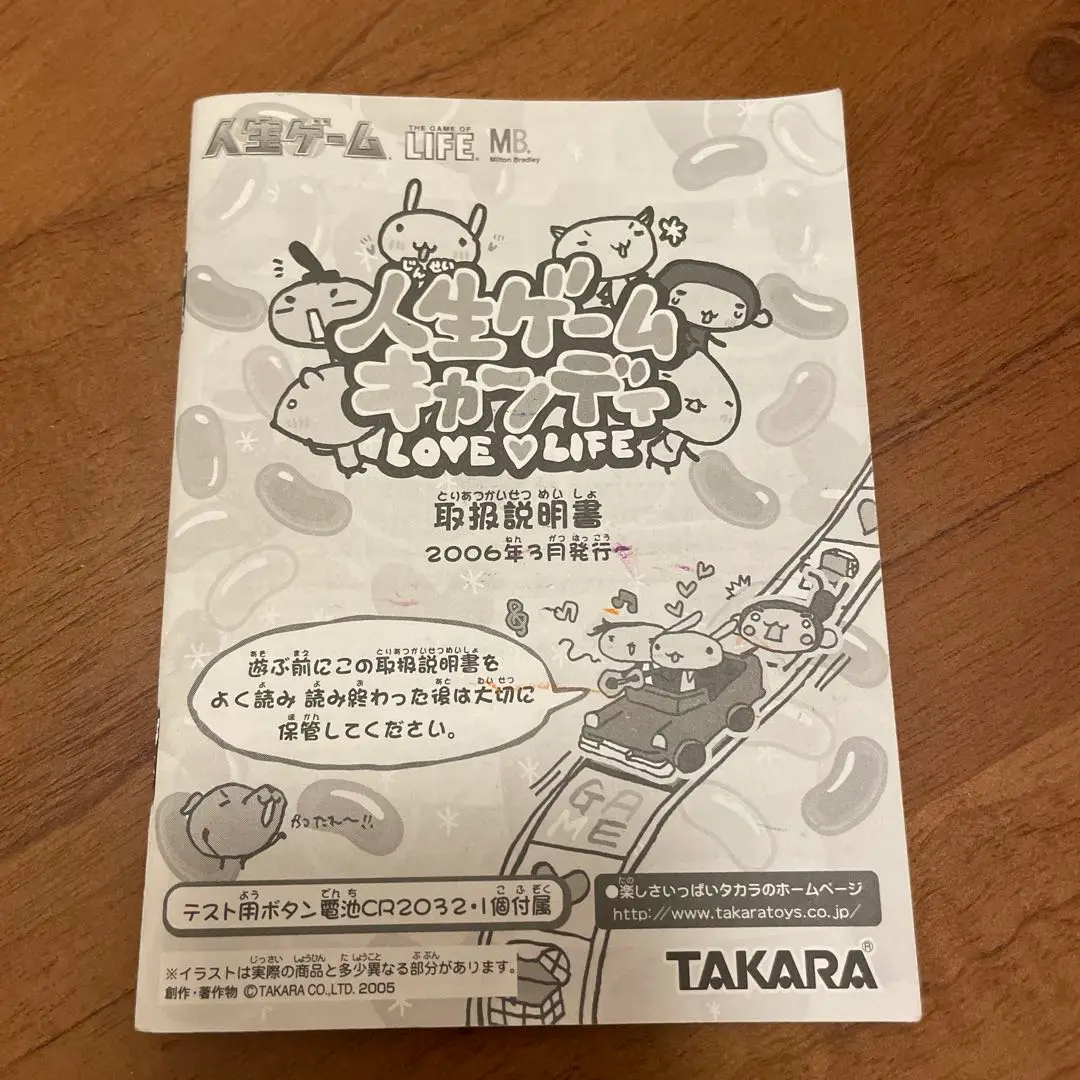 人生ゲーム® THE GAME OF LIFE® MB® Milton Bradley
じんせい
人生ゲーム
キャンディ
LOVE♥LIFE
とりあつかいせつ めい しょ
取扱説明書
ねん がつ はっ こう
2006年3月発行
あそ まえ とりあつかいせつめいしょ
遊ぶ前にこの取扱説明書を
よ よ お あと たいせつ
よく読み 読み終わった後は大切に
ほ かん
保管してください。
GA
ME
よう でん ち こ ふ ぞく
テスト用ボタン電池CR2032・1個付属
たの
●楽しさいっぱいタカラのホームページ
http://www.takaratoys.co.jp/
じっさい しょうひん た しょうこと ぶ ぶん
※イラストは実際の商品と多少異なる部分があります。
創作・著作物 ©TAKARA CO.,LTD. 2005
TAKARA®